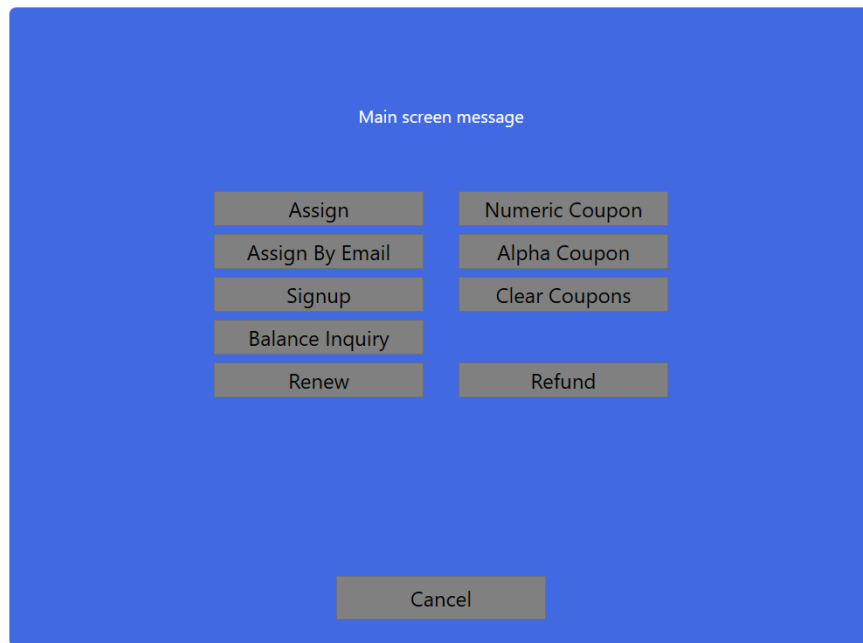 Main screen message
Assign
Numeric Coupon
Assign By Email
Alpha Coupon
Signup
Clear Coupons
Balance Inquiry
Renew
Refund
Cancel